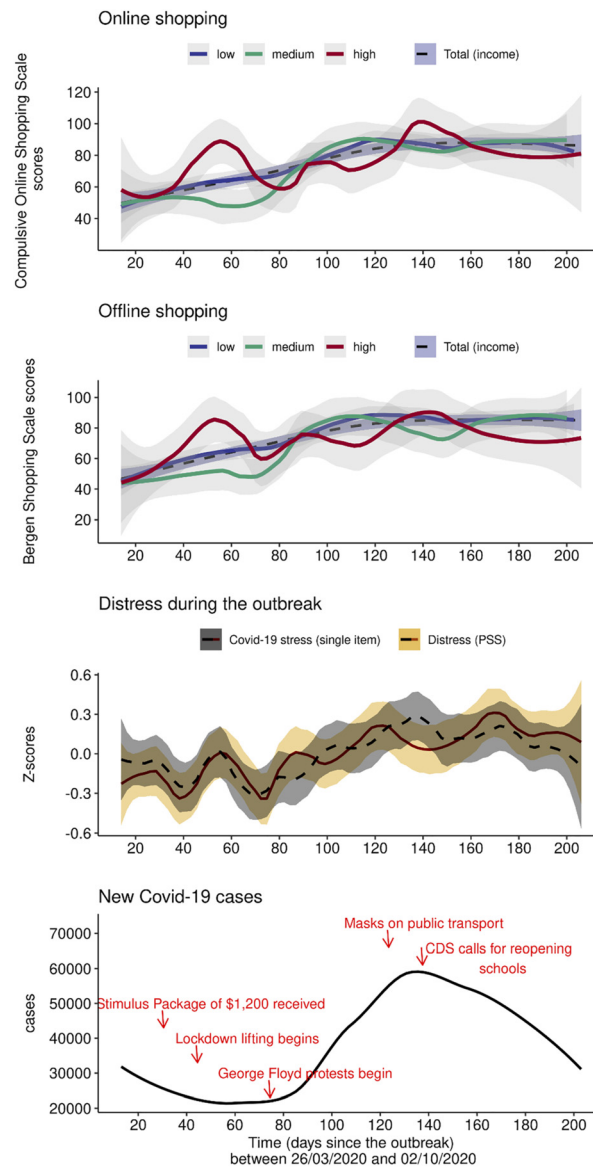 Online shopping
low medium high Total (income)
Compulsive Online Shopping Scale
scores
120
100
80
60
40
20 40 60 80 100 120 140 160 180 200
Offline shopping
low medium high Total (income)
Bergen Shopping Scale scores
100
80
60
40
20
20 40 60 80 100 120 140 160 180 200
Distress during the outbreak
Covid-19 stress (single item) Distress (PSS)
Z-scores
0.6
0.3
0.0
-0.3
-0.6
20 40 60 80 100 120 140 160 180 200
New Covid-19 cases
cases
70000
60000
50000
40000
30000
20000
Masks on public transport
CDS calls for reopening
schools
Stimulus Package of $1,200 received
Lockdown lifting begins
George Floyd protests begin
20 40 60 80 100 120 140 160 180 200
Time (days since the outbreak)
between 26/03/2020 and 02/10/2020